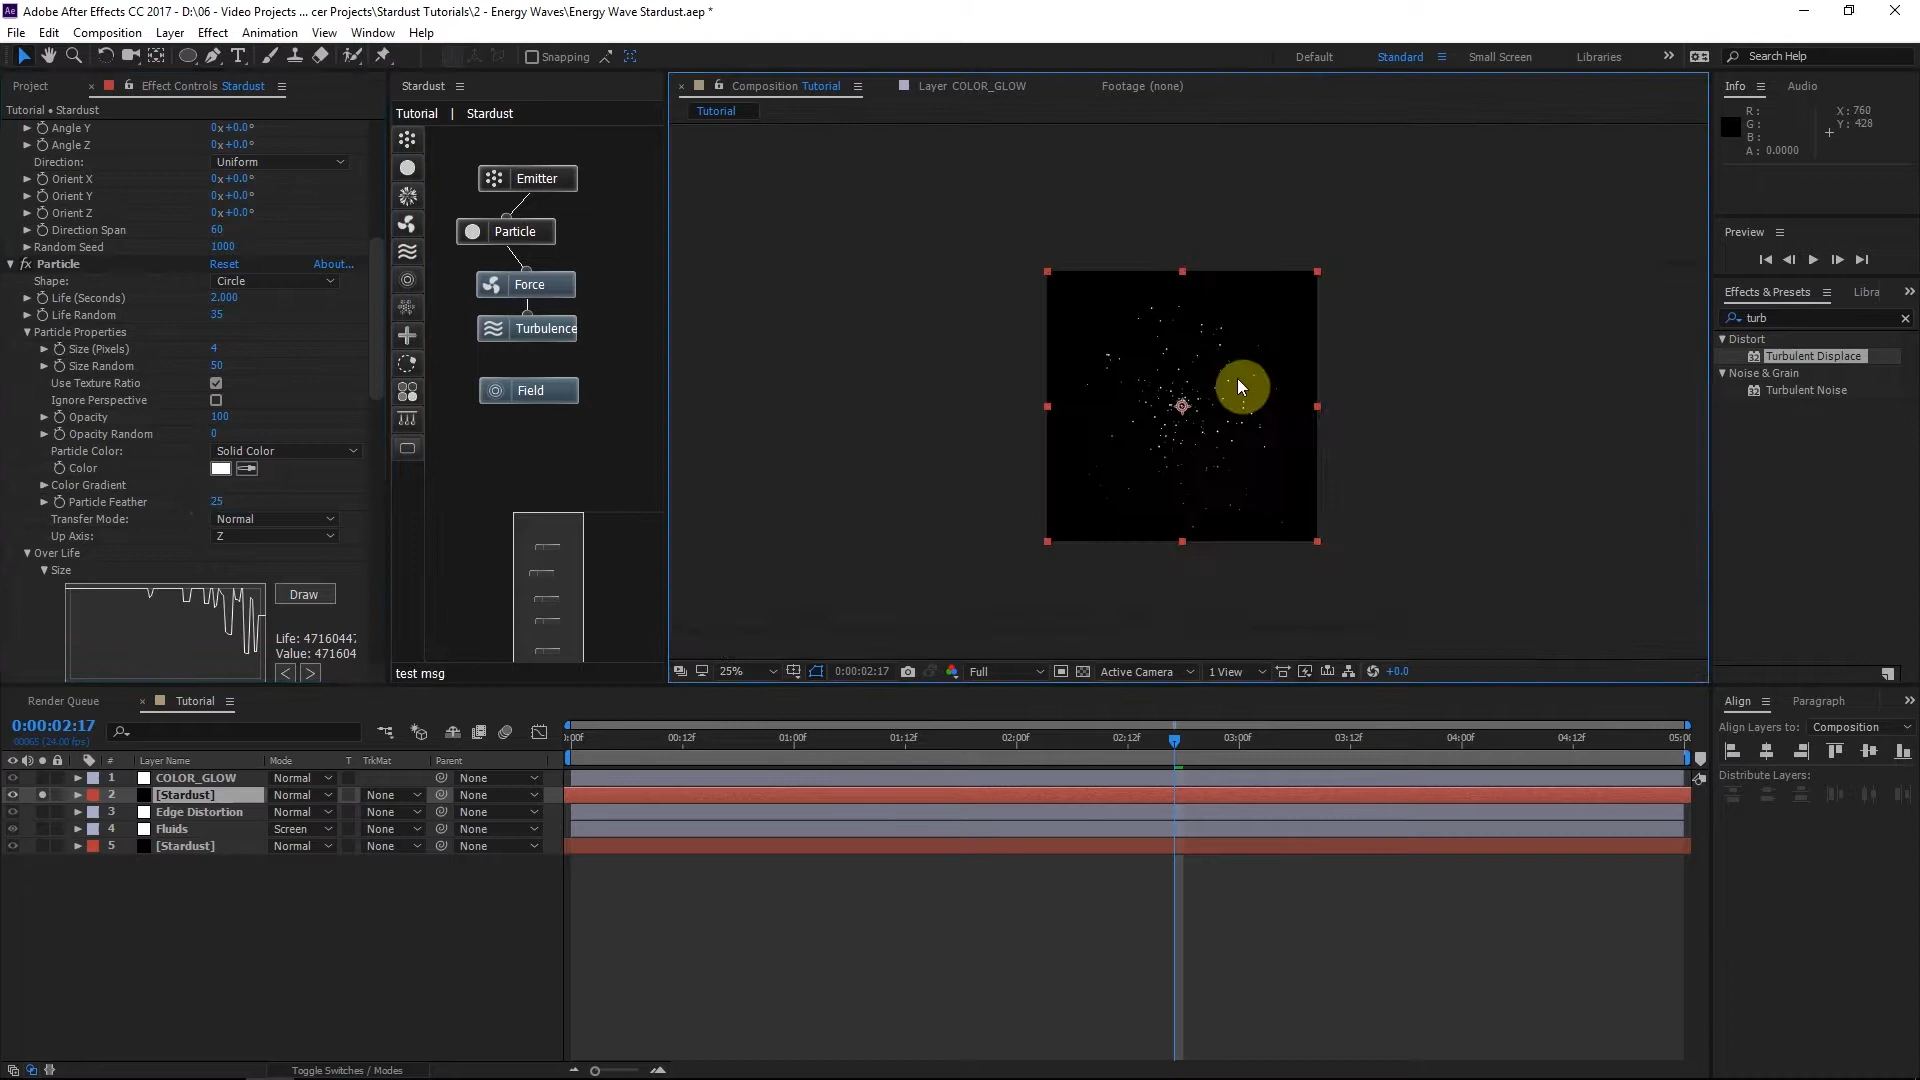 Adobe After Effects CC 2017 - D:\06 - Video Projects ... cer Projects\Stardust Tutorials\2 - Energy Waves\Energy Wave Stardust.aep *
File Edit Composition Layer Effect Animation View Window Help
Snapping
Default Standard Small Screen Libraries Search Help
Project Effect Controls Stardust
Tutorial • Stardust
Angle Y 0x+0.0°
Angle Z 0x+0.0°
Direction: Uniform
Orient X 0x+0.0°
Orient Y 0x+0.0°
Orient Z 0x+0.0°
Direction Span 60
Random Seed 1000
fx Particle Reset About...
Shape: Circle
Life (Seconds) 2.000
Life Random 35
Particle Properties
Size (Pixels) 4
Size Random 50
Use Texture Ratio
Ignore Perspective
Opacity 100
Opacity Random 0
Particle Color: Solid Color
Color
Color Gradient
Particle Feather 25
Transfer Mode: Normal
Up Axis: Z
Over Life
Size
Draw
Life: 4716044
Value: 471604
Stardust
Tutorial | Stardust
Emitter
Particle
Force
Turbulence
Field
test msg
Composition Tutorial Layer COLOR_GLOW Footage (none)
Tutorial
25% 0:00:02:17 Full Active Camera 1 View +0.0
Info Audio
R: X: 760
G: Y: 428
B:
A: 0.0000
Preview
Effects & Presets Libra
turb
Distort
Turbulent Displace
Noise & Grain
Turbulent Noise
Render Queue Tutorial
0:00:02:17
00065 (24.00 fps)
:00f 00:12f 01:00f 01:12f 02:00f 02:12f 03:00f 03:12f 04:00f 04:12f 05:00
# Layer Name Mode T TrkMat Parent
1 COLOR_GLOW Normal None
2 [Stardust] Normal None None
3 Edge Distortion Normal None None
4 Fluids Screen None None
5 [Stardust] Normal None None
Toggle Switches / Modes
Align Paragraph
Align Layers to: Composition
Distribute Layers: